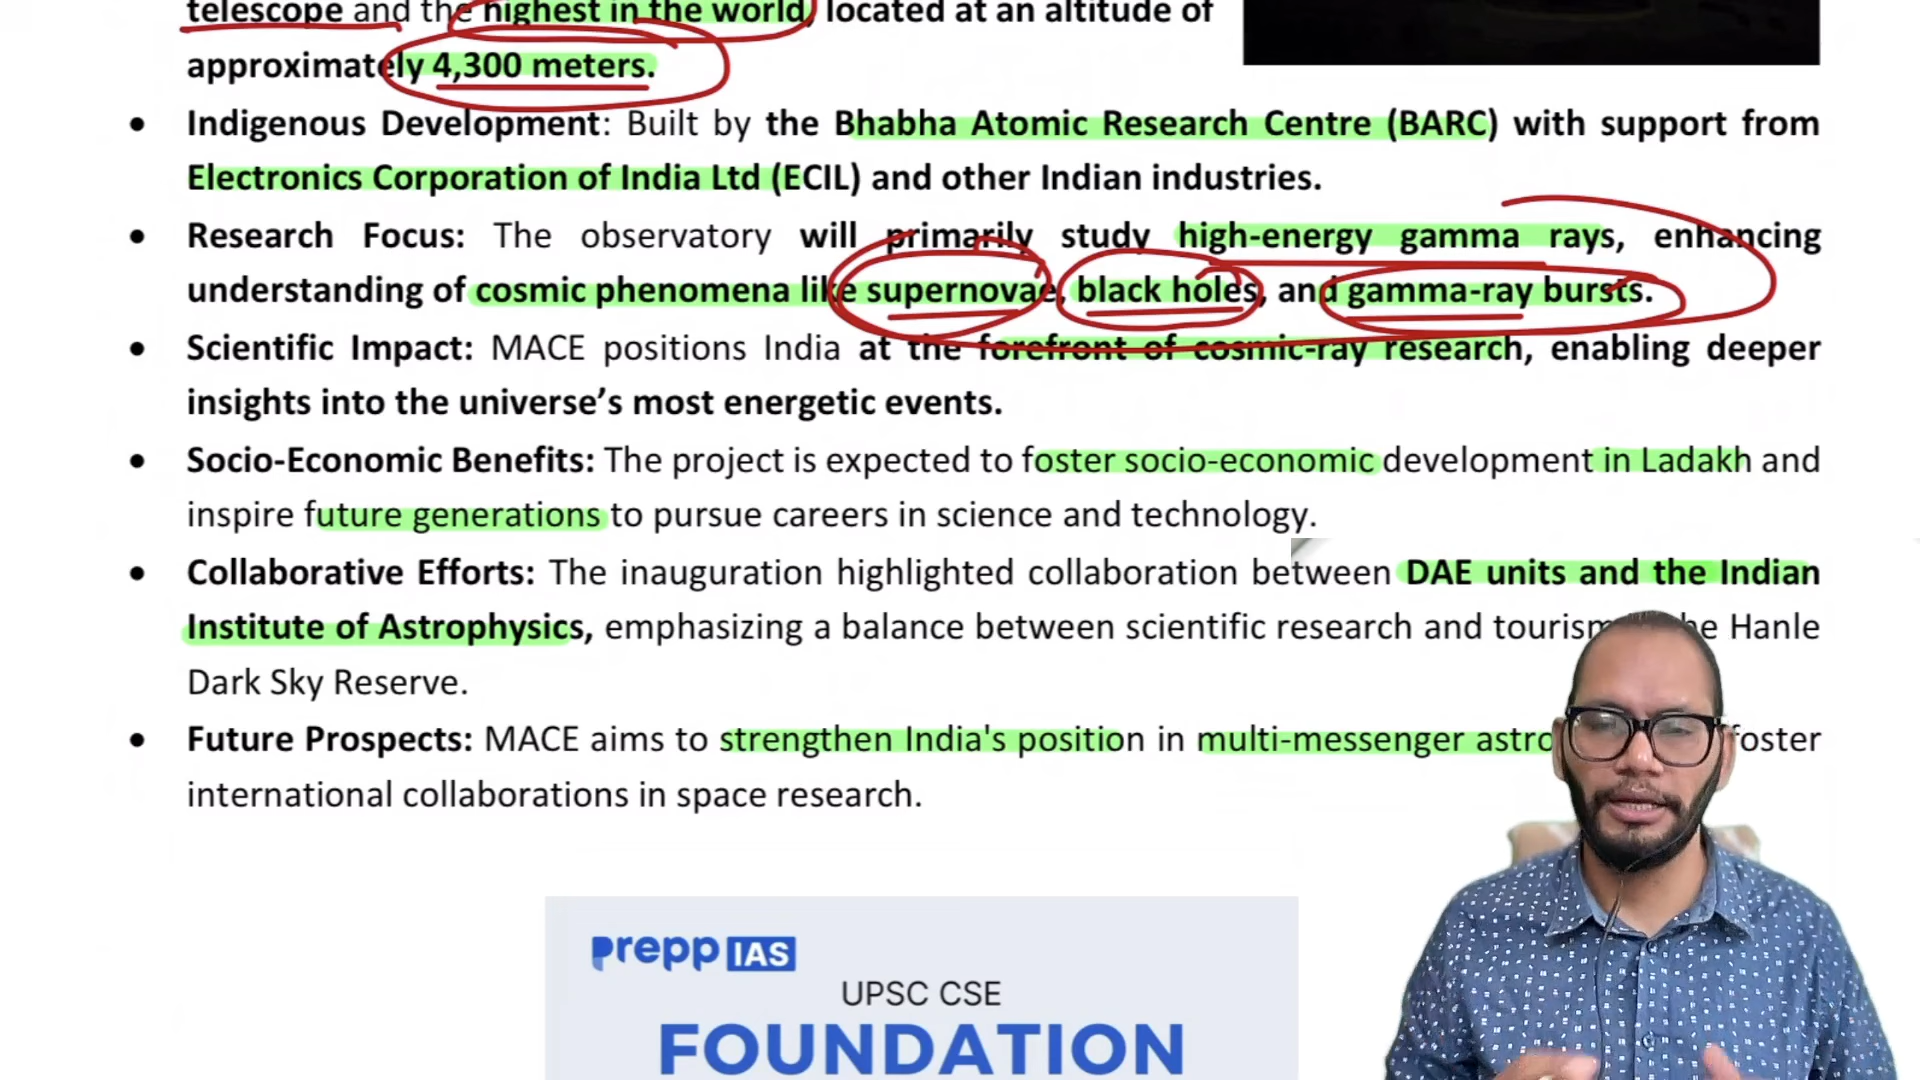 telescope and the highest in the world, located at an altitude of
approximately 4,300 meters.
• Indigenous Development: Built by the Bhabha Atomic Research Centre (BARC) with support from
Electronics Corporation of India Ltd (ECIL) and other Indian industries.
• Research Focus: The observatory will primarily study high-energy gamma rays, enhancing
understanding of cosmic phenomena like supernovae, black holes, and gamma-ray bursts.
• Scientific Impact: MACE positions India at the forefront of cosmic-ray research, enabling deeper
insights into the universe’s most energetic events.
• Socio-Economic Benefits: The project is expected to foster socio-economic development in Ladakh and
inspire future generations to pursue careers in science and technology.
• Collaborative Efforts: The inauguration highlighted collaboration between DAE units and the Indian
Institute of Astrophysics, emphasizing a balance between scientific research and tourism Hanle
Dark Sky Reserve.
• Future Prospects: MACE aims to strengthen India's position in multi-messenger foster
international collaborations in space research.
prepp IAS
UPSC CSE
FOUNDATION